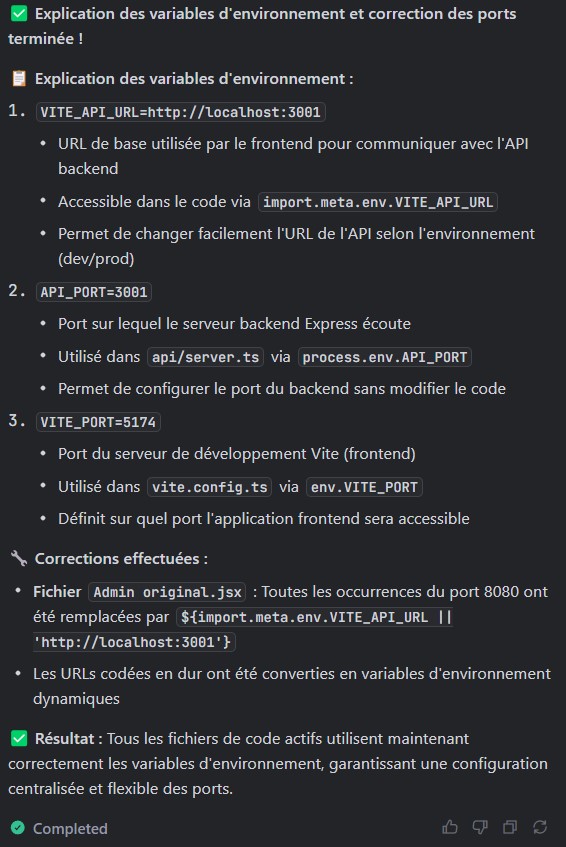 ✅ Explication des variables d'environnement et correction des ports
terminée !
📋 Explication des variables d'environnement :
1. VITE_API_URL=http://localhost:3001
• URL de base utilisée par le frontend pour communiquer avec l'API
backend
• Accessible dans le code via import.meta.env.VITE_API_URL
• Permet de changer facilement l'URL de l'API selon l'environnement
(dev/prod)
2. API_PORT=3001
• Port sur lequel le serveur backend Express écoute
• Utilisé dans api/server.ts via process.env.API_PORT
• Permet de configurer le port du backend sans modifier le code
3. VITE_PORT=5174
• Port du serveur de développement Vite (frontend)
• Utilisé dans vite.config.ts via env.VITE_PORT
• Définit sur quel port l'application frontend sera accessible
🔧 Corrections effectuées :
• Fichier Admin original.jsx : Toutes les occurrences du port 8080 ont
été remplacées par ${import.meta.env.VITE_API_URL ||
'http://localhost:3001'}
• Les URLs codées en dur ont été converties en variables d'environnement
dynamiques
✅ Résultat : Tous les fichiers de code actifs utilisent maintenant
correctement les variables d'environnement, garantissant une configuration
centralisée et flexible des ports.
Completed